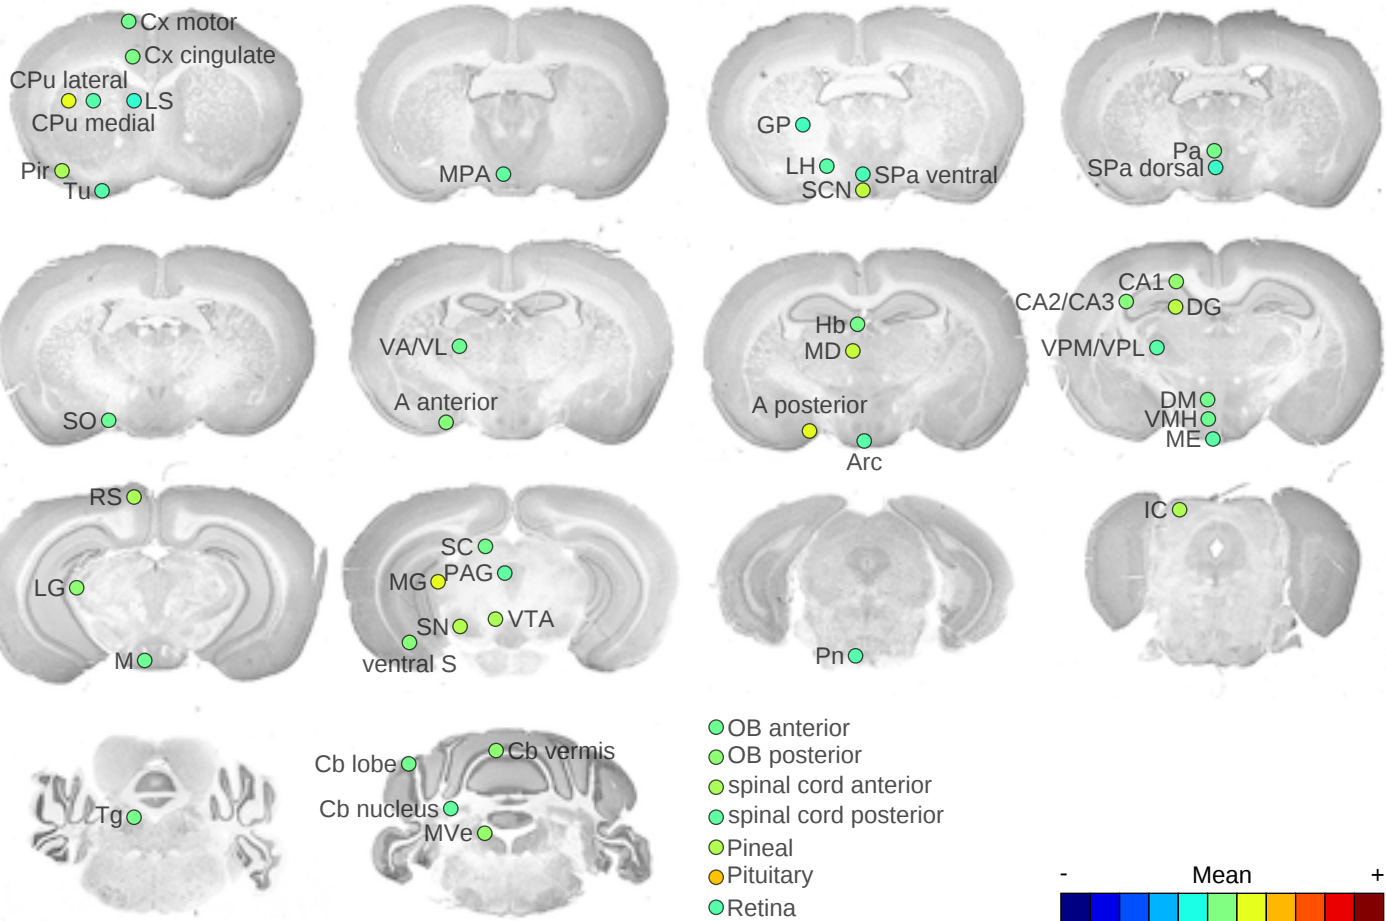 Cx motor
Cx cingulate
CPu lateral
LS
CPu medial
Pir
Tu
MPA
GP
LH
SPa ventral
SCN
Pa
SPa dorsal
SO
VA/VL
A anterior
Hb
MD
A posterior
Arc
CA1
CA2/CA3
DG
VPM/VPL
DM
VMH
ME
RS
LG
M
SC
PAG
MG
SN
VTA
ventral S
Pn
IC
Tg
Cb vermis
Cb lobe
Cb nucleus
MVe
OB anterior
OB posterior
spinal cord anterior
spinal cord posterior
Pineal
Pituitary
Retina
- Mean +